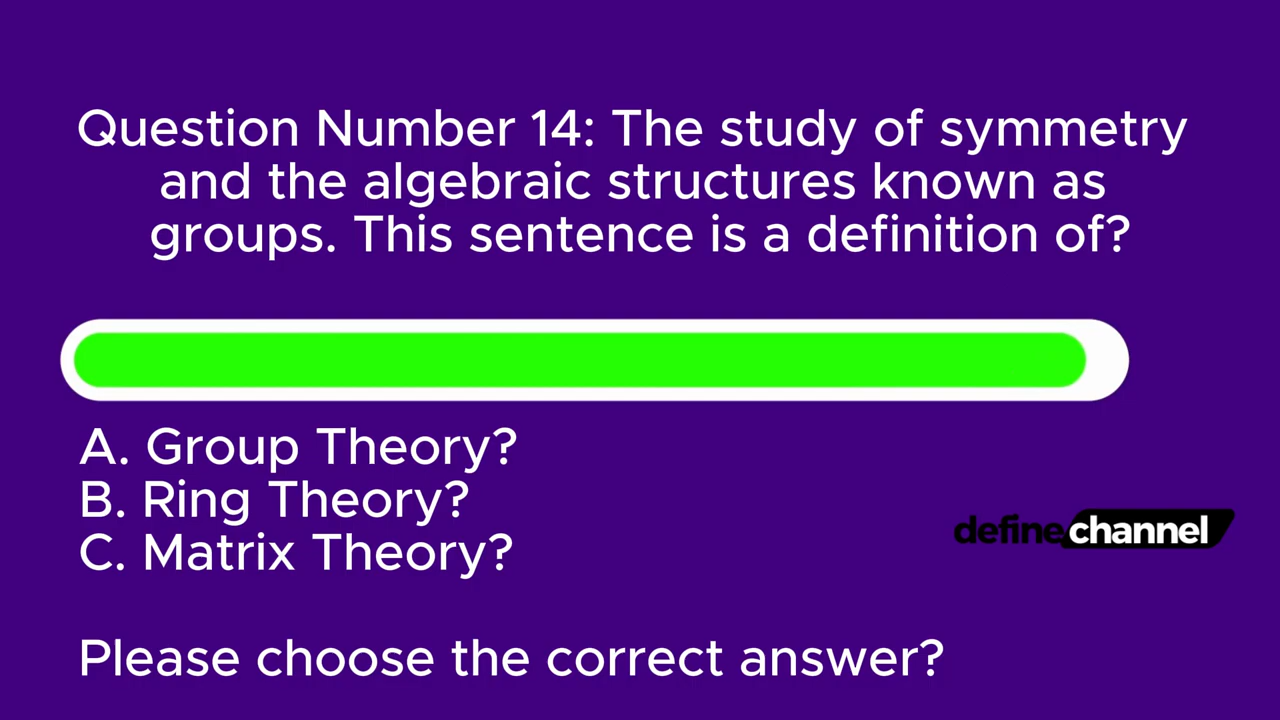 Question Number 14: The study of symmetry
and the algebraic structures known as
groups. This sentence is a definition of?
A. Group Theory?
B. Ring Theory?
C. Matrix Theory?
definechannel
Please choose the correct answer?